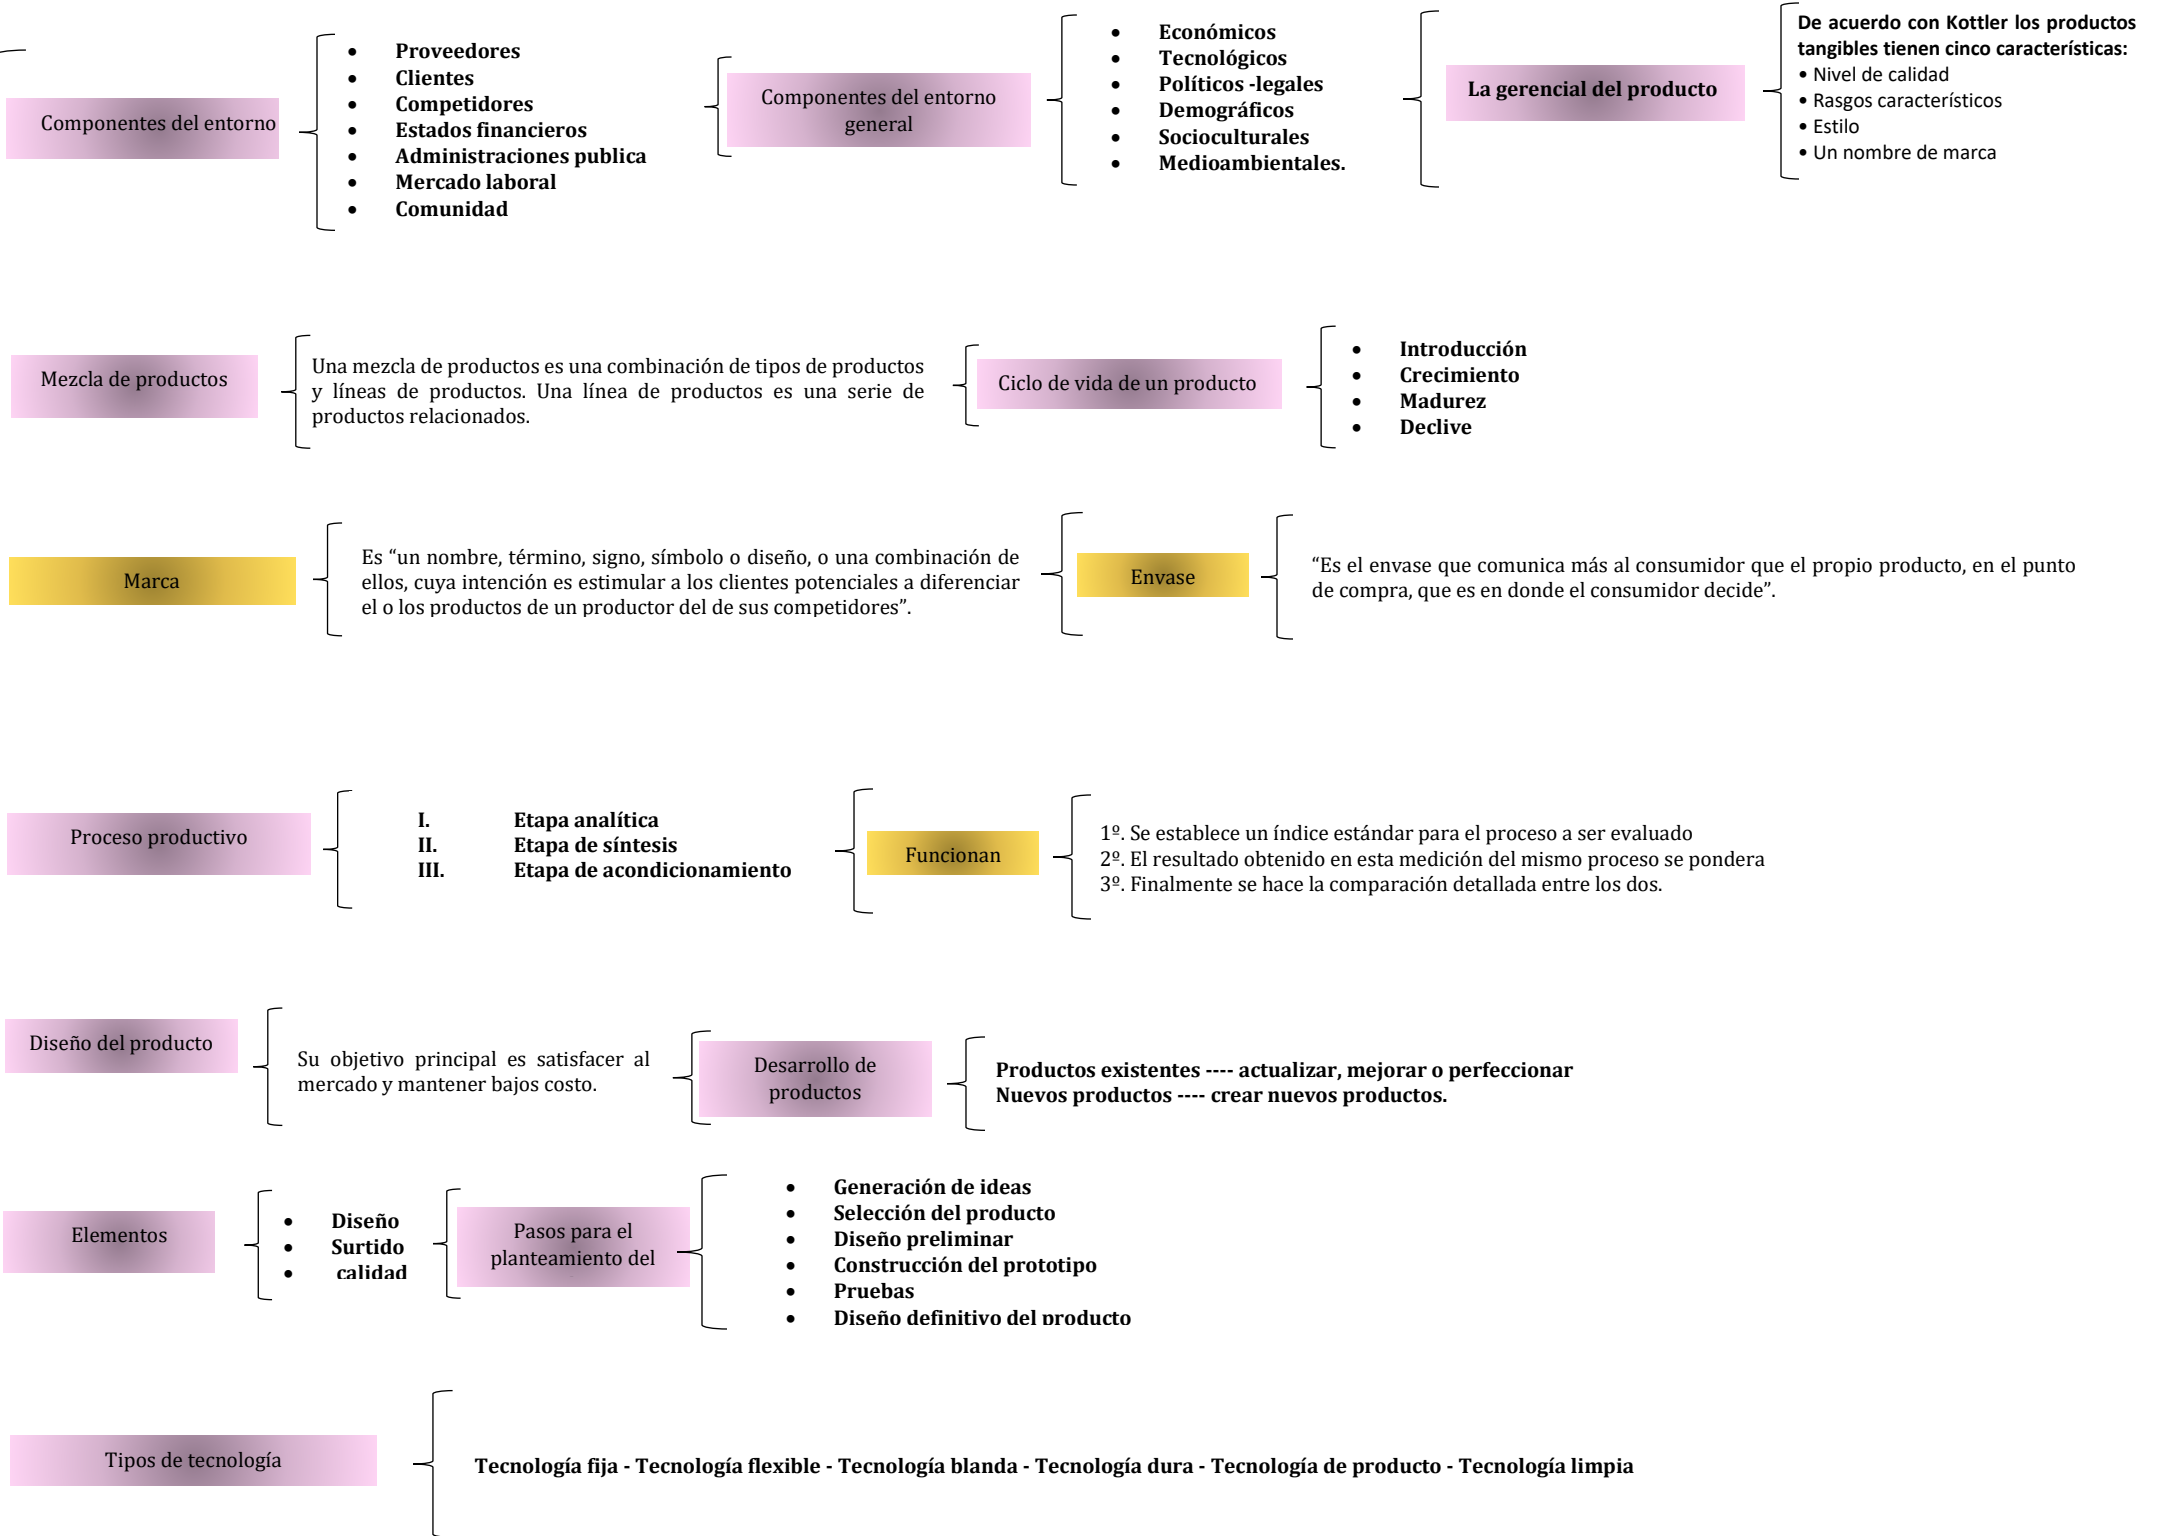 Componentes del entorno
• Proveedores
• Clientes
• Competidores
• Estados financieros
• Administraciones publica
• Mercado laboral
• Comunidad
Componentes del entorno
general
• Económicos
• Tecnológicos
• Políticos -legales
• Demográficos
• Socioculturales
• Medioambientales.
La gerencial del producto
De acuerdo con Kottler los productos
tangibles tienen cinco características:
• Nivel de calidad
• Rasgos característicos
• Estilo
• Un nombre de marca
Mezcla de productos
Una mezcla de productos es una combinación de tipos de productos
y líneas de productos. Una línea de productos es una serie de
productos relacionados.
Ciclo de vida de un producto
• Introducción
• Crecimiento
• Madurez
• Declive
Marca
Es “un nombre, término, signo, símbolo o diseño, o una combinación de
ellos, cuya intención es estimular a los clientes potenciales a diferenciar
el o los productos de un productor del de sus competidores”.
Envase
“Es el envase que comunica más al consumidor que el propio producto, en el punto
de compra, que es en donde el consumidor decide”.
Proceso productivo
I. Etapa analítica
II. Etapa de síntesis
III. Etapa de acondicionamiento
Funcionan
1º. Se establece un índice estándar para el proceso a ser evaluado
2º. El resultado obtenido en esta medición del mismo proceso se pondera
3º. Finalmente se hace la comparación detallada entre los dos.
Diseño del producto
Su objetivo principal es satisfacer al
mercado y mantener bajos costo.
Desarrollo de
productos
Productos existentes ---- actualizar, mejorar o perfeccionar
Nuevos productos ---- crear nuevos productos.
Elementos
• Diseño
• Surtido
• calidad
Pasos para el
planteamiento del
• Generación de ideas
• Selección del producto
• Diseño preliminar
• Construcción del prototipo
• Pruebas
• Diseño definitivo del producto
Tipos de tecnología
Tecnología fija - Tecnología flexible - Tecnología blanda - Tecnología dura - Tecnología de producto - Tecnología limpia